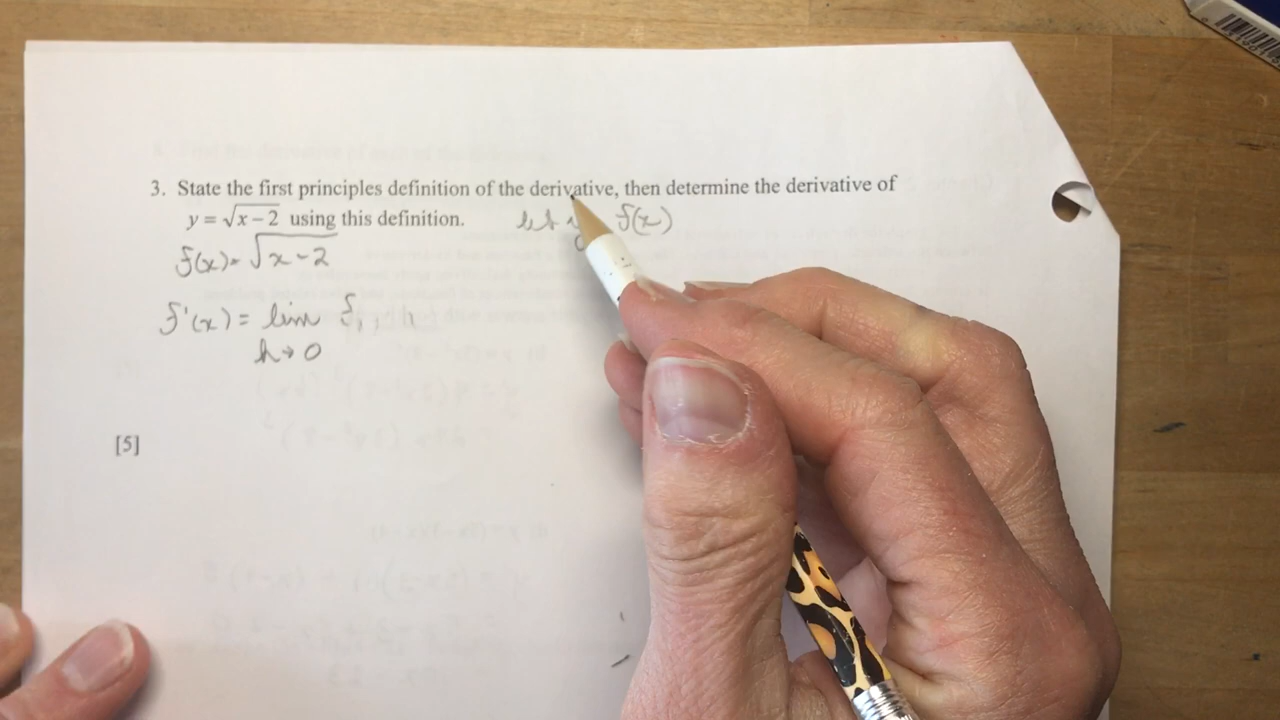 3. State the first principles definition of the derivative, then determine the derivative of
y = √x − 2 using this definition. let y f(x)
f(x) = √x − 2
f'(x) = lim
h → 0
[5]